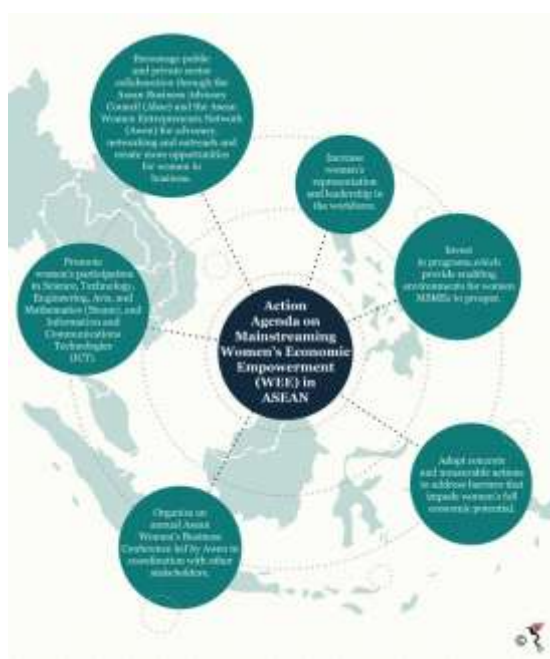 Encourage public
and private sector
collaboration through the
Asean Business Advisory
Council (Abac) and the Asean
Women Entrepreneurs Network
(Awen) for advocacy,
networking and outreach and
create more opportunities
for women in
business.
Increase
women's
representation
and leadership in
the workforce.
Invest
in programs, which
provide enabling
environments for women
MSMEs to prosper.
Promote
women's participation
in Science, Technology,
Engineering, Arts, and
Mathematics (Steam), and
Information and
Communications
Technologies
(ICT).
Action
Agenda on
Mainstreaming
Women's Economic
Empowerment
(WEE) in
ASEAN
Adopt concrete
and measurable actions
to address barriers that
impede women's full
economic potential.
Organise an
annual Asean
Women's Business
Conference led by Awen in
coordination with other
stakeholders.
©